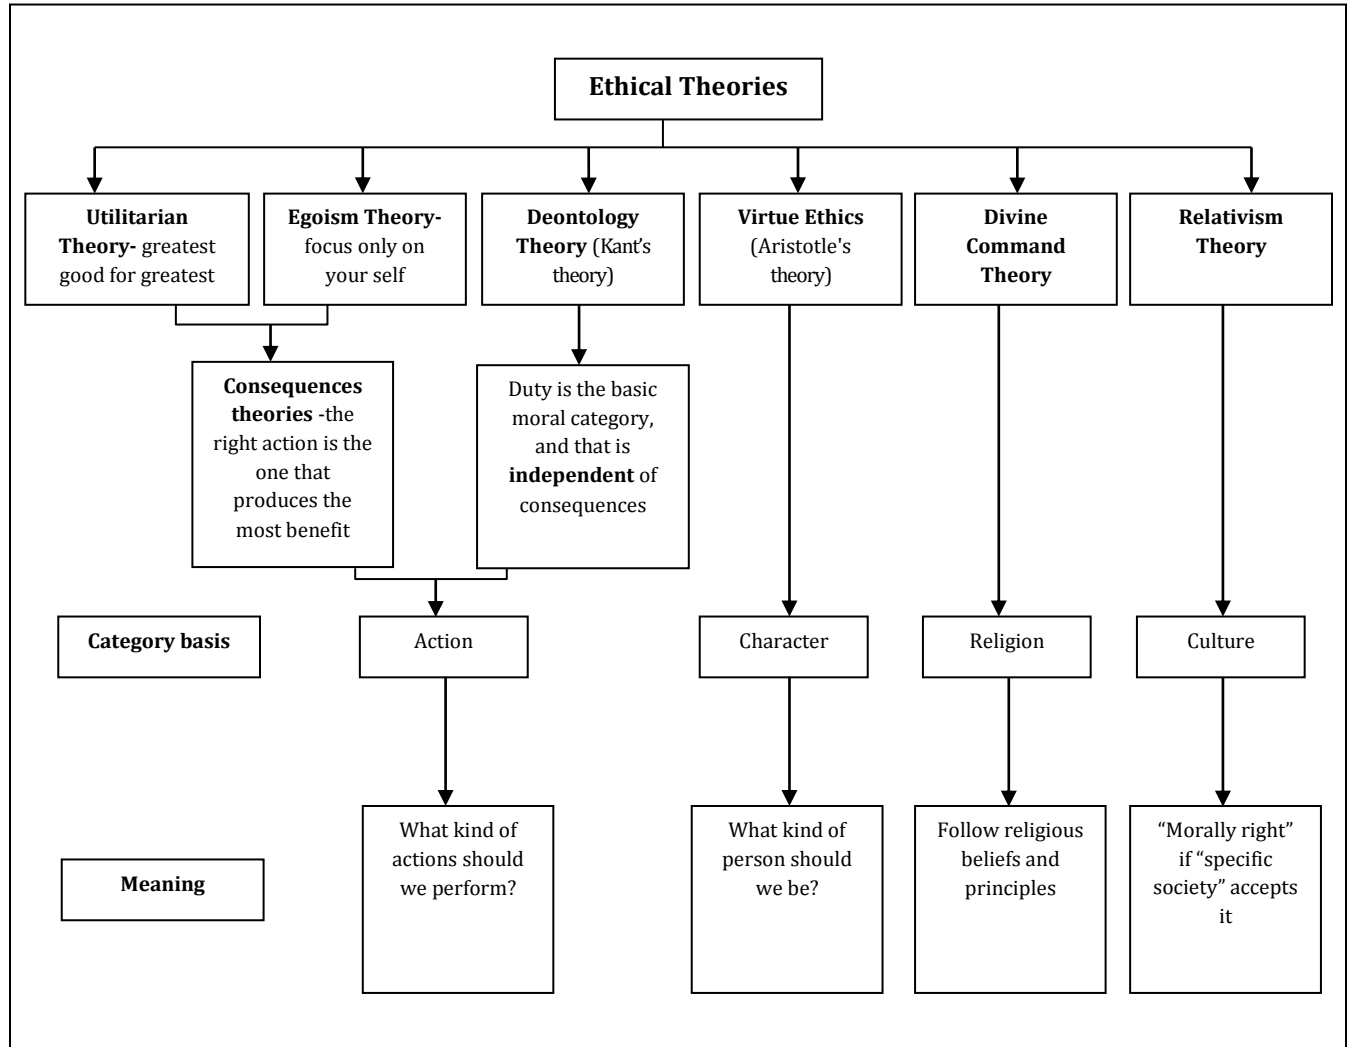 Ethical Theories
Utilitarian
Theory- greatest
good for greatest
Egoism Theory-
focus only on
your self
Deontology
Theory (Kant's
theory)
Virtue Ethics
(Aristotle's
theory)
Divine
Command
Theory
Relativism
Theory
Consequences
theories -the
right action is the
one that
produces the
most benefit
Duty is the basic
moral category,
and that is
independent of
consequences
Category basis
Action
Character
Religion
Culture
Meaning
What kind of
actions should
we perform?
What kind of
person should
we be?
Follow religious
beliefs and
principles
“Morally right”
if “specific
society” accepts
it